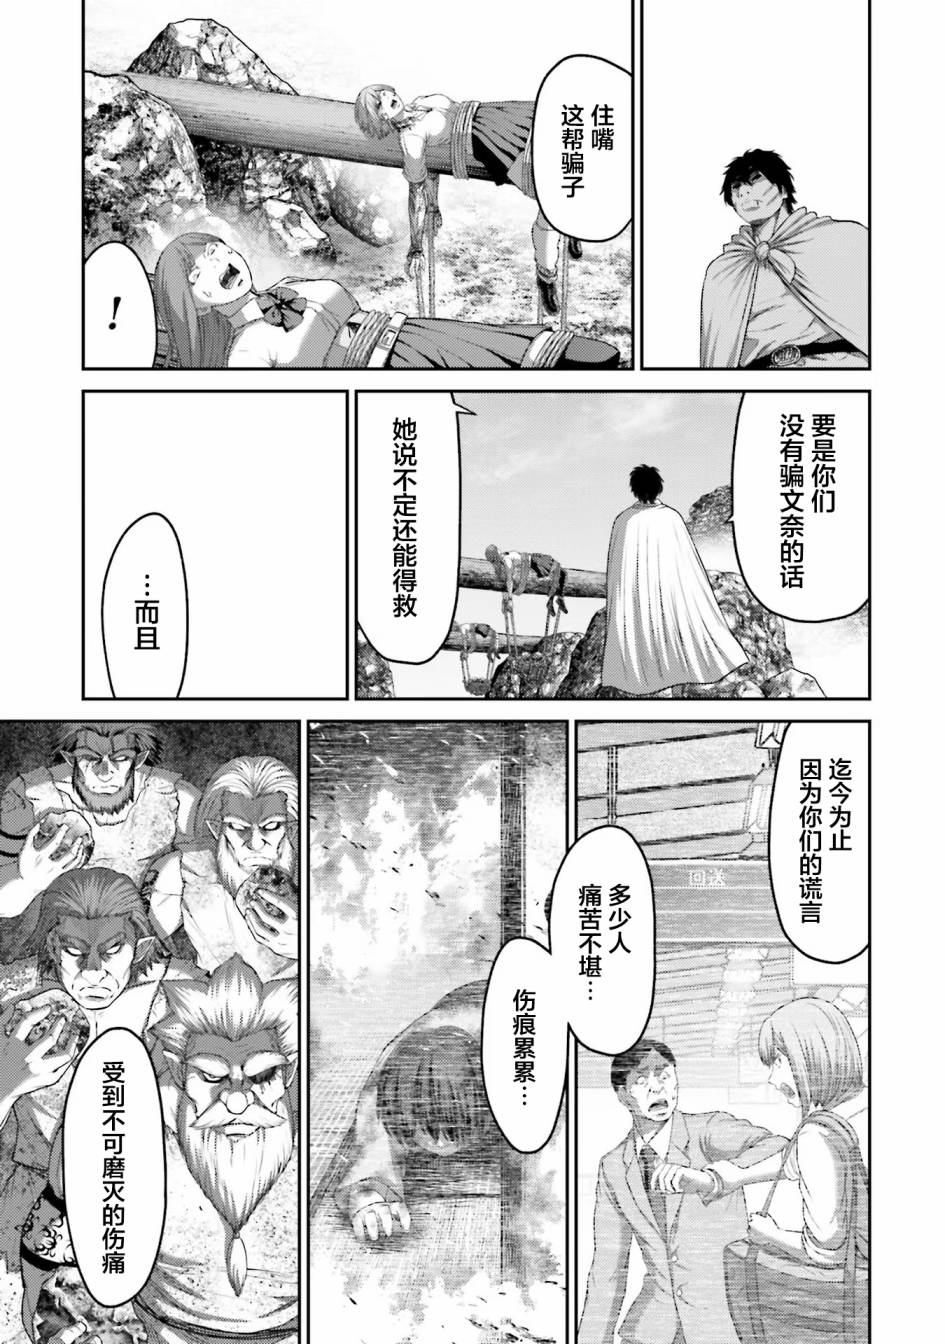 住嘴
这帮骗子
！
要是你们
没有骗文奈的话
她说不定还能得救
…而且
迄今为止
因为你们的谎言
回送
多少人
痛苦不堪…
伤痕累累…
受到不可磨灭的伤痛